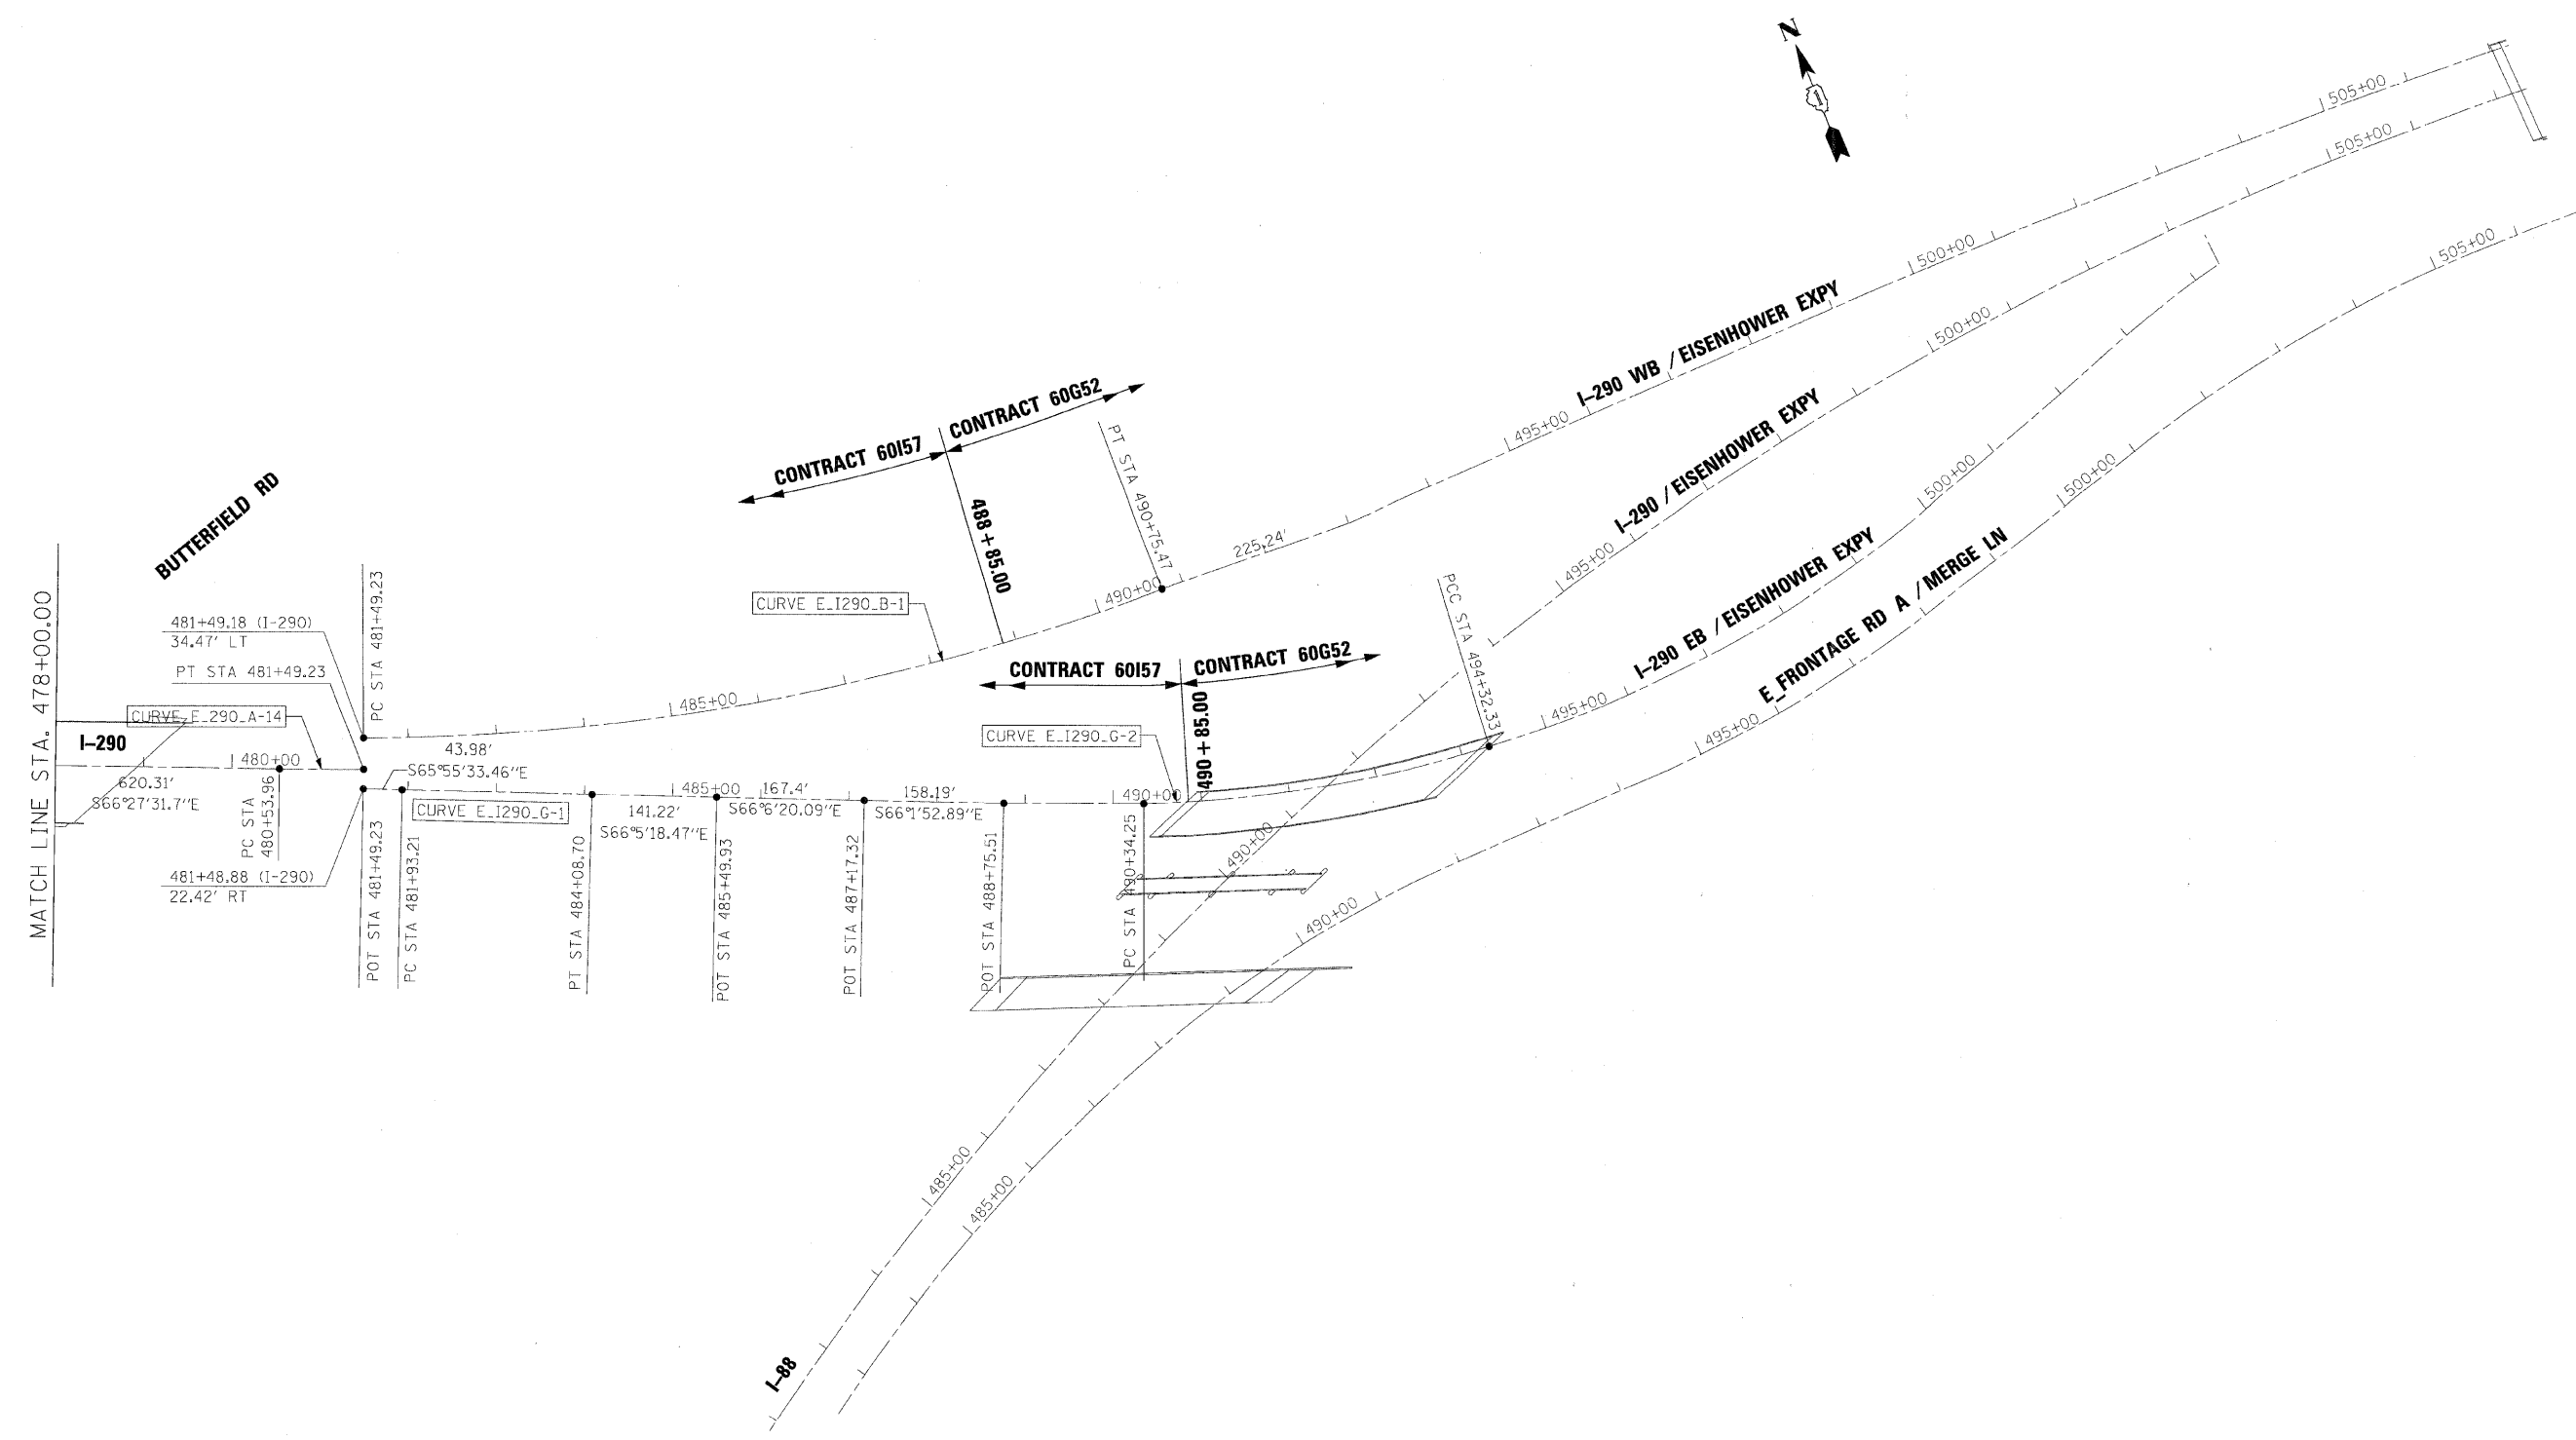 N
505+00
505+00
505+00
500+00
500+00
500+00
500+00
I-290 WB / EISENHOWER EXPY
I-290 / EISENHOWER EXPY
I-290 EB / EISENHOWER EXPY
E_FRONTAGE RD A / MERGE LN
495+00
495+00
495+00
495+00
CONTRACT 60I57
CONTRACT 60G52
488+85.00
PT STA 490+75.47
225.24'
490+00
CURVE E_I290_B-1
BUTTERFIELD RD
MATCH LINE STA. 478+00.00
481+49.18 (I-290)
34.47' LT
PT STA 481+49.23
PC STA 481+49.23
CURVE E_290_A-14
I-290
480+00
620.31'
S66°27'31.7"E
PC STA
480+53.96
481+48.88 (I-290)
22.42' RT
485+00
43.98'
S65°55'33.46"E
CURVE E_I290_G-1
POT STA 481+49.23
PC STA 481+93.21
PT STA 484+08.70
141.22'
S66°5'18.47"E
485+00
POT STA 485+49.93
167.4'
S66°6'20.09"E
POT STA 487+17.32
158.19'
S66°1'52.89"E
POT STA 488+75.51
490+00
PC STA 490+34.25
CONTRACT 60I57
CONTRACT 60G52
490+85.00
CURVE E_I290_G-2
PCC STA 494+32.33
490+00
490+00
485+00
485+00
I-88